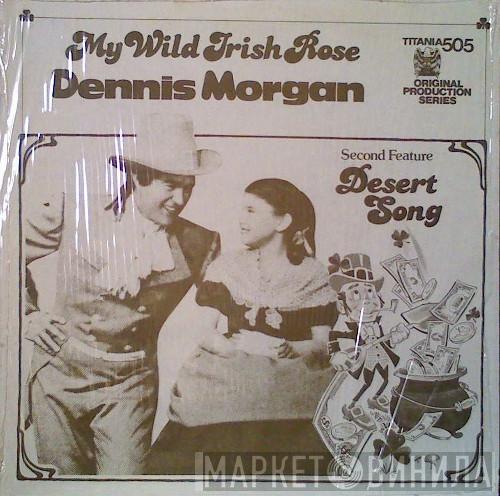 My Wild Irish Rose
Dennis Morgan
TITANIA 505
ORIGINAL
PRODUCTION
SERIES
Second Feature
Desert
Song
МАРКЕТ ВИНИЛА